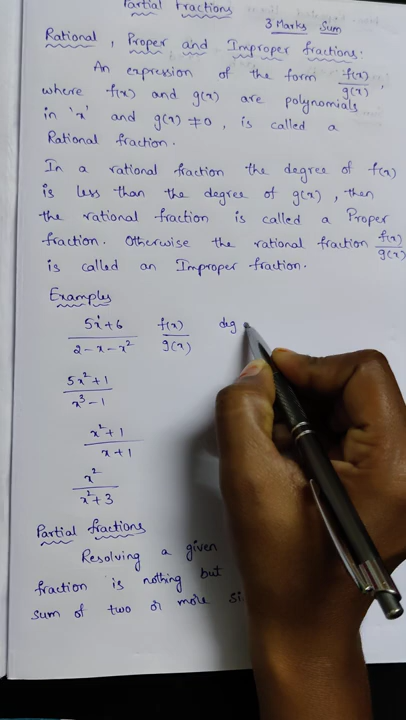 Partial Fractions
3 Marks Sum
Rational, Proper and Improper fractions.
An expression of the form f(x)/g(x),
where f(x) and g(x) are polynomials
in 'x' and g(x) ≠ 0, is called a
Rational fraction.
In a rational fraction the degree of f(x)
is less than the degree of g(x), then
the rational fraction is called a Proper
fraction. Otherwise the rational fraction f(x)/g(x)
is called an Improper fraction.
Examples
5x¹+6 / 2-x-x² f(x)/g(x) deg
5x²+1 / x³-1
x²+1 / x+1
x² / x²+3
Partial fractions
Resolving a given
fraction is nothing but
sum of two or more